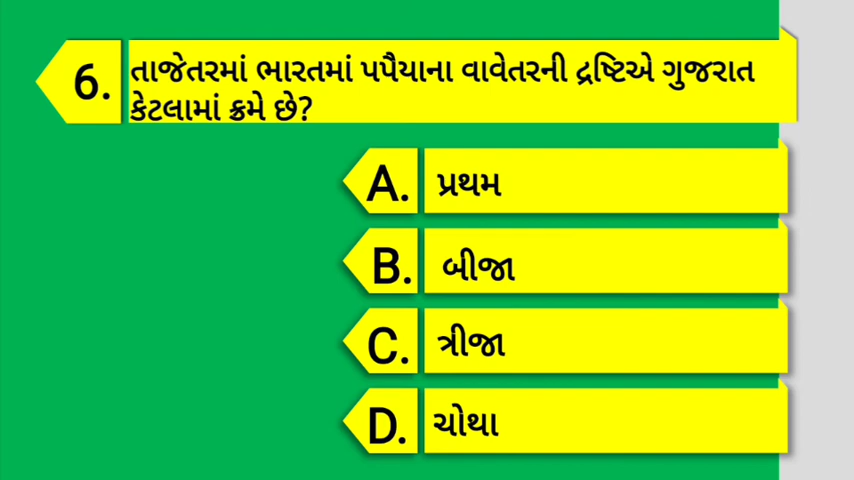 6. તાજેતરમાં ભારતમાં પપૈયાના વાવેતરની દ્રષ્ટિએ ગુજરાત
કેટલામાં ક્રમે છે?
A. પ્રથમ
B. બીજા
C. ત્રીજા
D. ચોથા